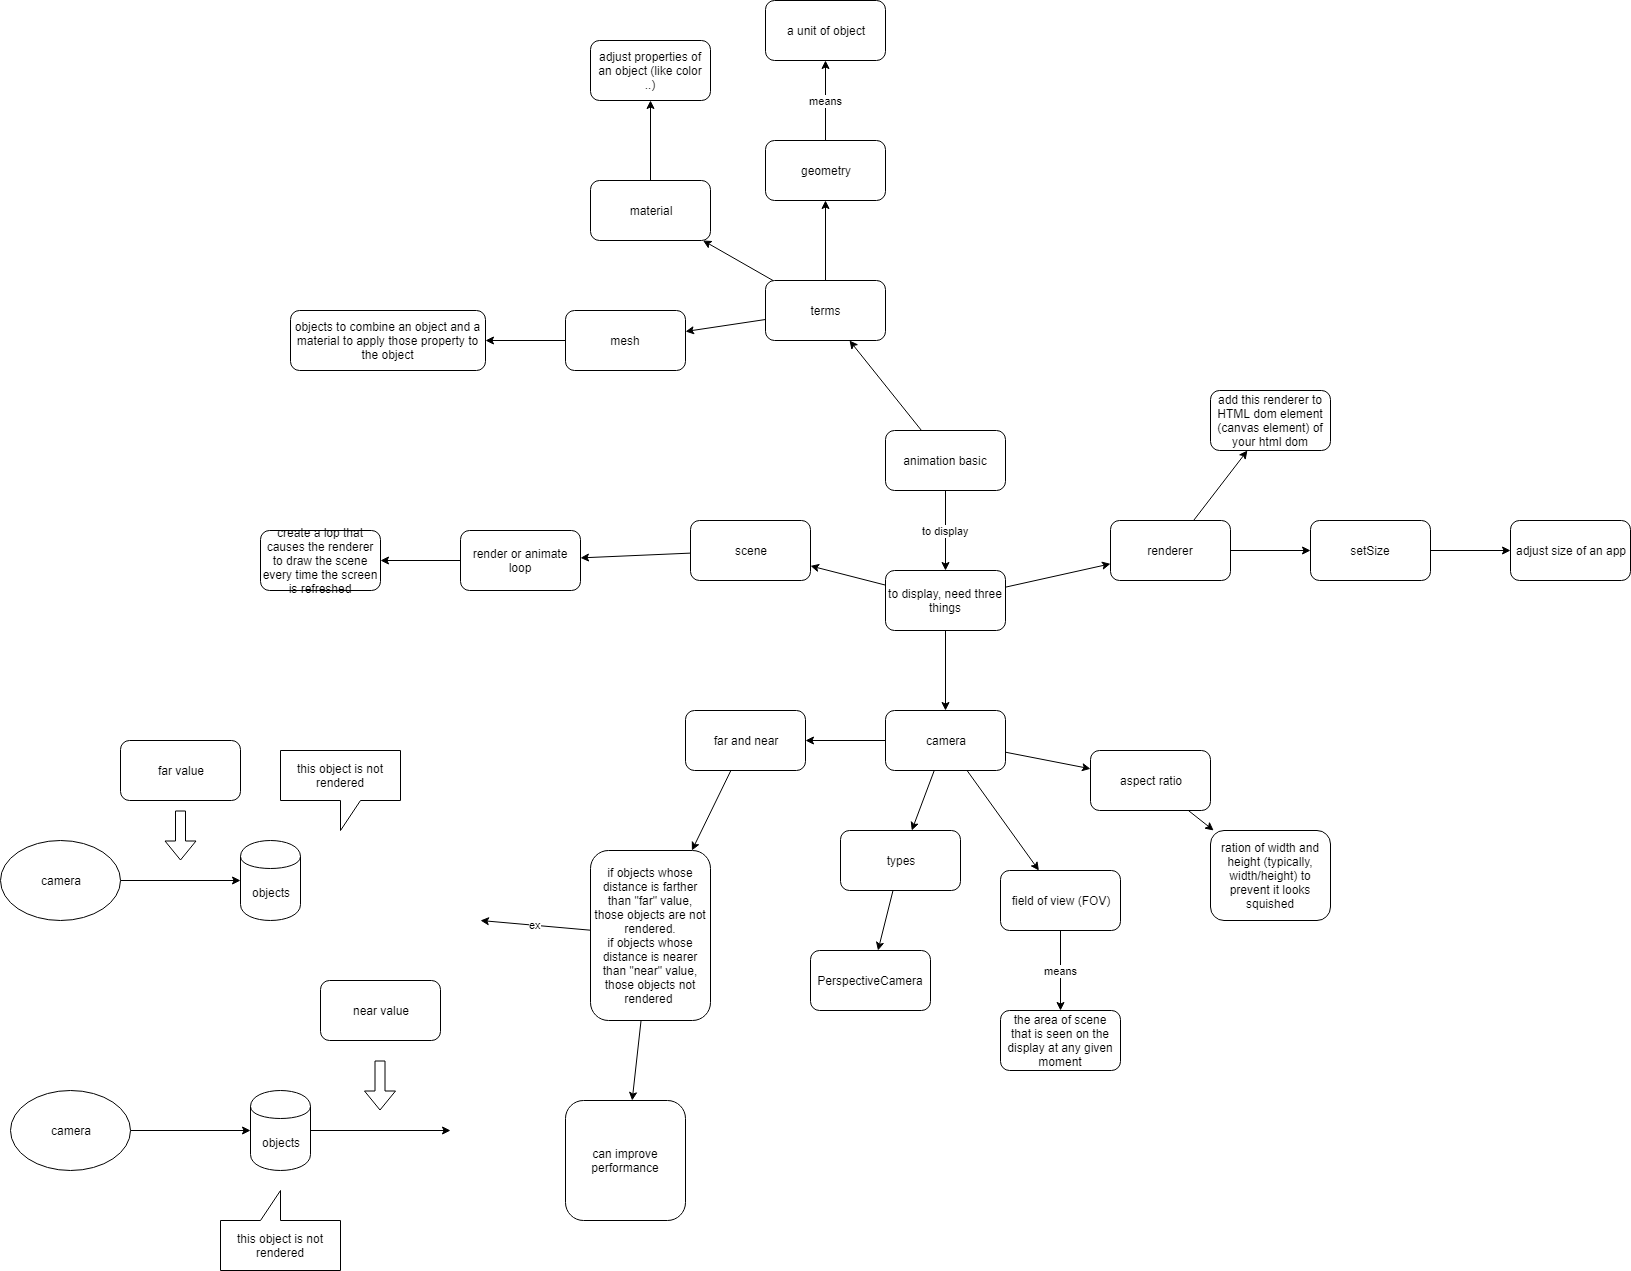 a unit of object
adjust properties of
an object (like color
..)
means
geometry
material
terms
objects to combine an object and a
material to apply those property to
the object
mesh
add this renderer to
HTML dom element
(canvas element) of
your html dom
animation basic
to display
create a lop that
causes the renderer
to draw the scene
every time the screen
is refreshed
render or animate
loop
scene
renderer
setSize
adjust size of an app
to display, need three
things
far and near
camera
aspect ratio
far value
this object is not
rendered
ration of width and
height (typically,
width/height) to
prevent it looks
squished
types
camera
objects
if objects whose
distance is farther
than "far" value,
those objects are not
rendered.
if objects whose
distance is nearer
than "near" value,
those objects not
rendered
ex
field of view (FOV)
PerspectiveCamera
means
near value
the area of scene
that is seen on the
display at any given
moment
camera
objects
can improve
performance
this object is not
rendered